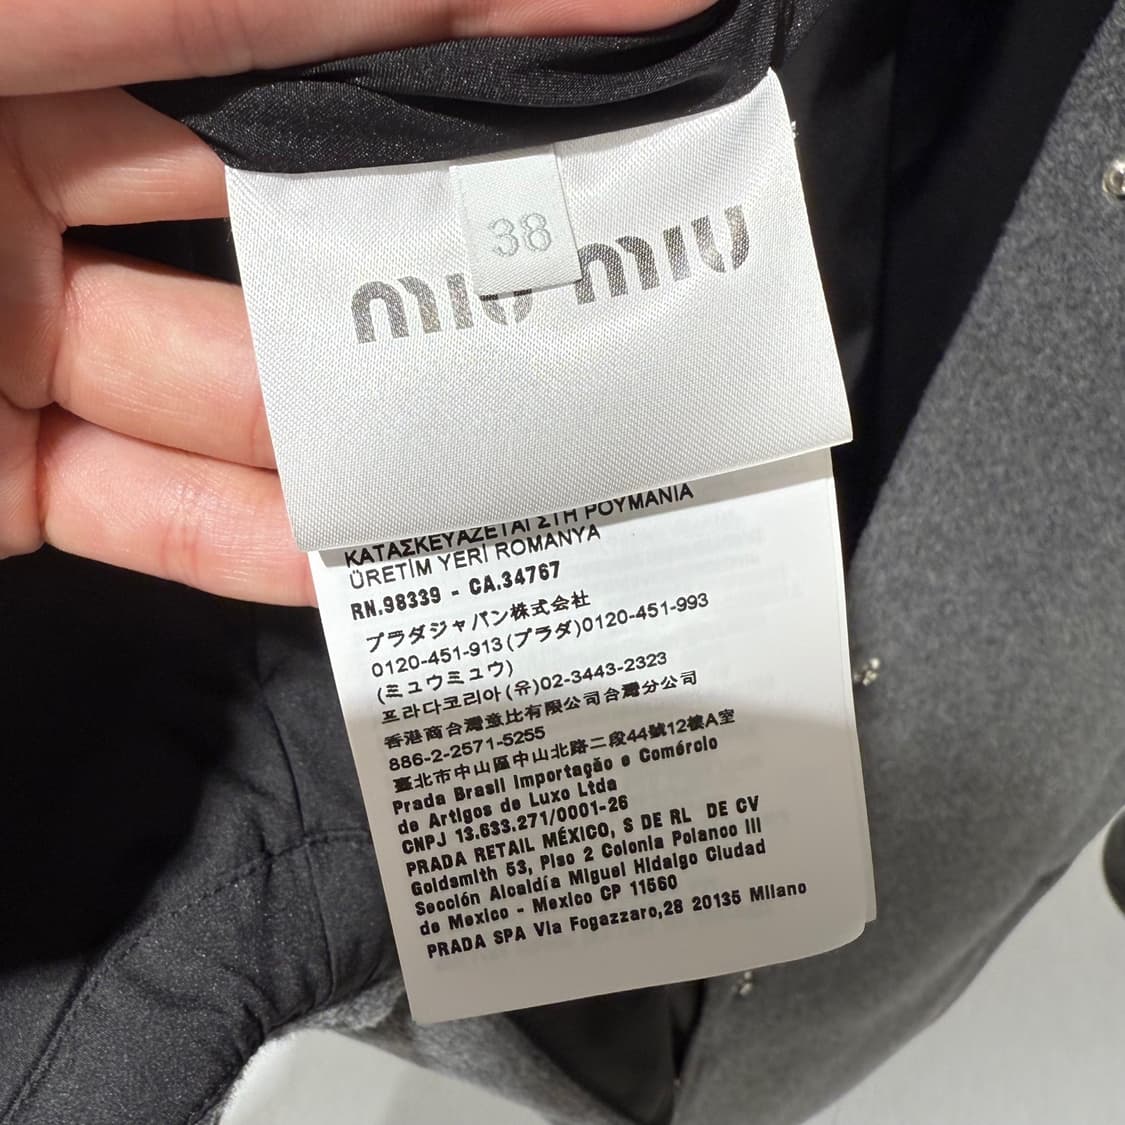 38
miu miu
ΚΑΤΑΣΚΕΥΑΖΕΤΑΙ ΣΤΗ ΡΟΥΜΑΝΙΑ
ÜRETİM YERİ ROMANYA
RN.98339 - CA.34767
プラダジャパン株式会社
0120-451-913(プラダ)0120-451-993
(ミュウミュウ)
프라다코리아(유)02-3443-2323
香港商台灣意比有限公司台灣分公司
886-2-2571-5255
臺北市中山區中山北路二段44號12樓A室
Prada Brasil Importação e Comércio
de Artigos de Luxo Ltda
CNPJ 13.633.271/0001-26
PRADA RETAIL MÉXICO, S DE RL DE CV
Goldsmith 53, Piso 2 Colonia Polanco III
Sección Alcaldía Miguel Hidalgo Ciudad
de Mexico - Mexico CP 11560
PRADA SPA Via Fogazzaro,28 20135 Milano